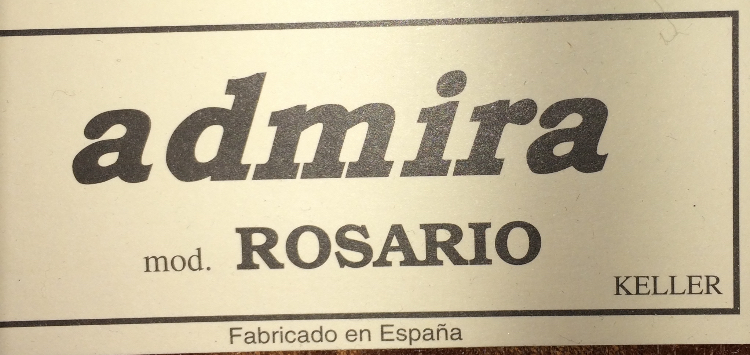 admira
mod. ROSARIO
KELLER
Fabricado en España